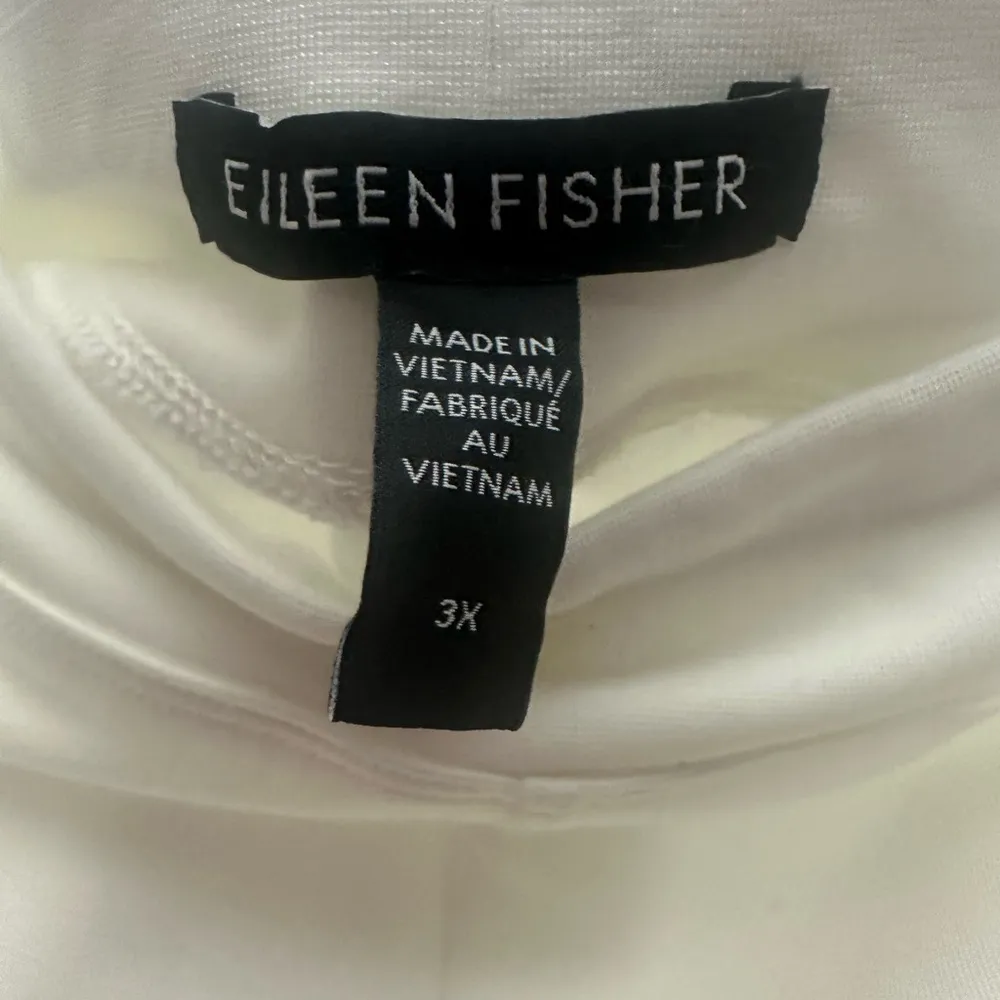 EILEEN FISHER
MADE IN
VIETNAM/
FABRIQUÉ
AU
VIETNAM
3X